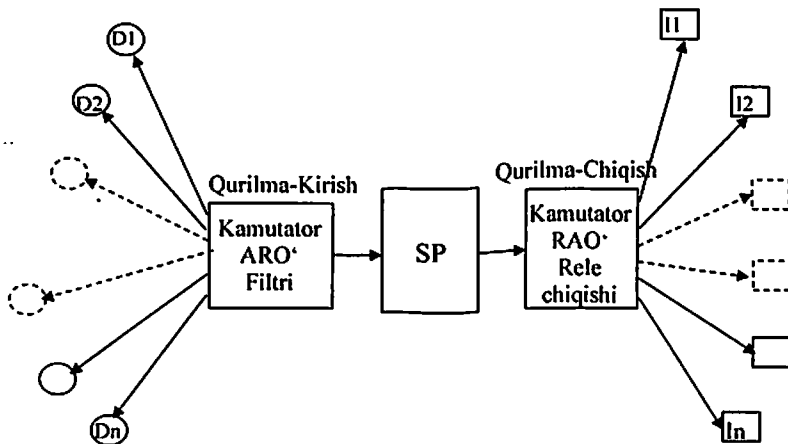 D1
D2
Dn
Qurilma-Kirish
Kamutator
ARO‘
Filtri
SP
Qurilma-Chiqish
Kamutator
RAO‘
Rele
chiqishi
I1
I2
In